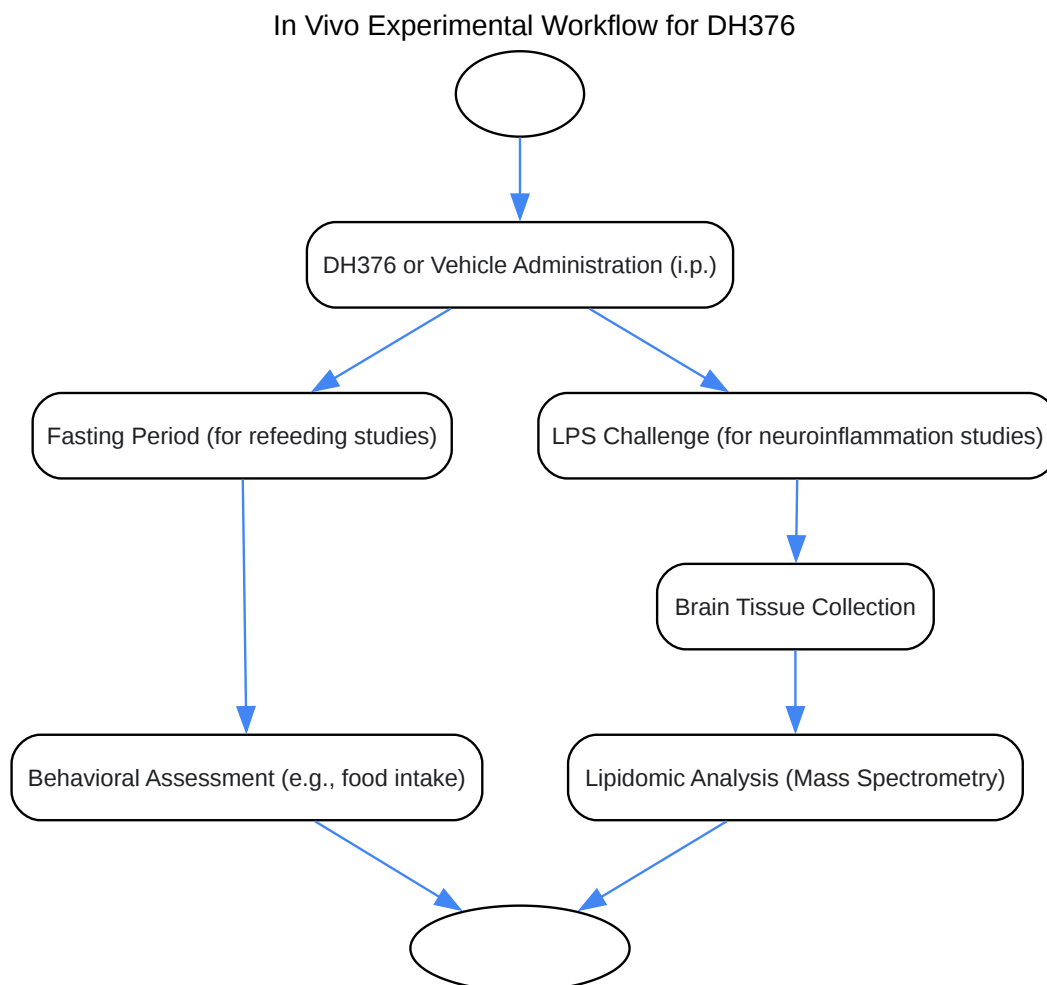 In Vivo Experimental Workflow for DH376
DH376 or Vehicle Administration (i.p.)
Fasting Period (for refeeding studies)
LPS Challenge (for neuroinflammation studies)
Brain Tissue Collection
Behavioral Assessment (e.g., food intake)
Lipidomic Analysis (Mass Spectrometry)